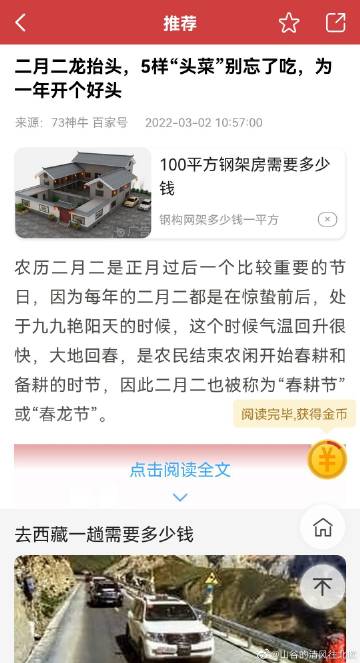 推荐
二月二龙抬头，5样“头菜”别忘了吃，为
一年开个好头
来源：73神牛 百家号 2022-03-02 10:57:00
100平方钢架房需要多少
钱
广告
钢构网架多少钱一平方
农历二月二是正月过后一个比较重要的节
日，因为每年的二月二都是在惊蛰前后，处
于九九艳阳天的时候，这个时候气温回升很
快，大地回春，是农民结束农闲开始春耕和
备耕的时节，因此二月二也被称为“春耕节”
或“春龙节”。
阅读完毕,获得金币
点击阅读全文
去西藏一趟需要多少钱
@山谷的清风往北吹